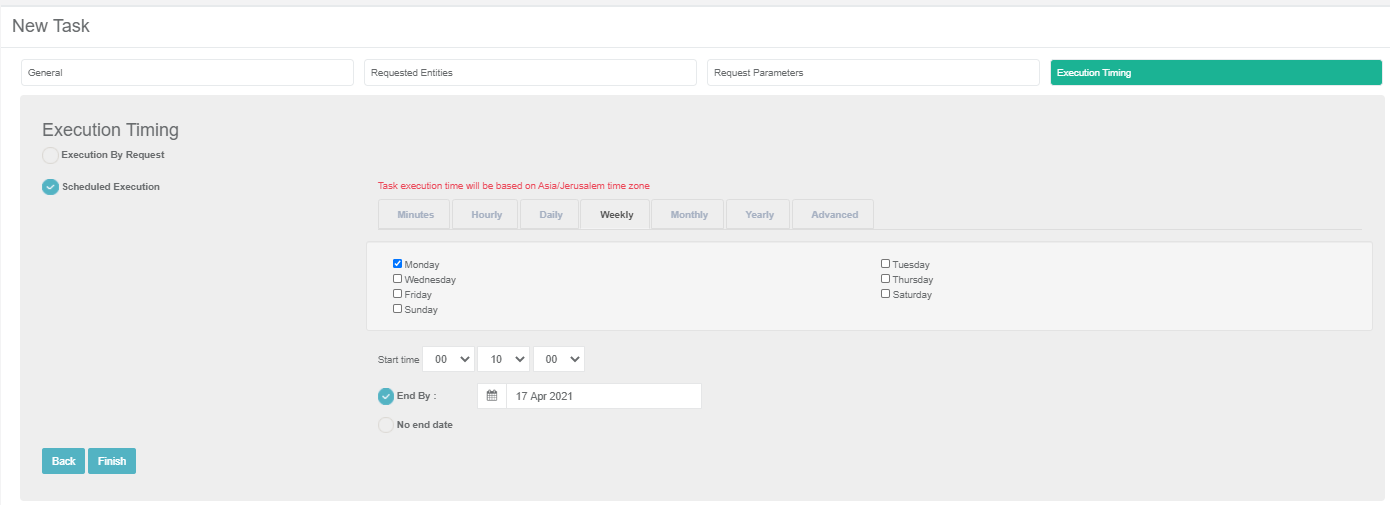 New Task
General Requested Entities Request Parameters Execution Timing
Execution Timing
Execution By Request
Scheduled Execution
Task execution time will be based on Asia/Jerusalem time zone
Minutes Hourly Daily Weekly Monthly Yearly Advanced
Monday Tuesday
Wednesday Thursday
Friday Saturday
Sunday
Start time 00 10 00
End By : 17 Apr 2021
No end date
Back Finish